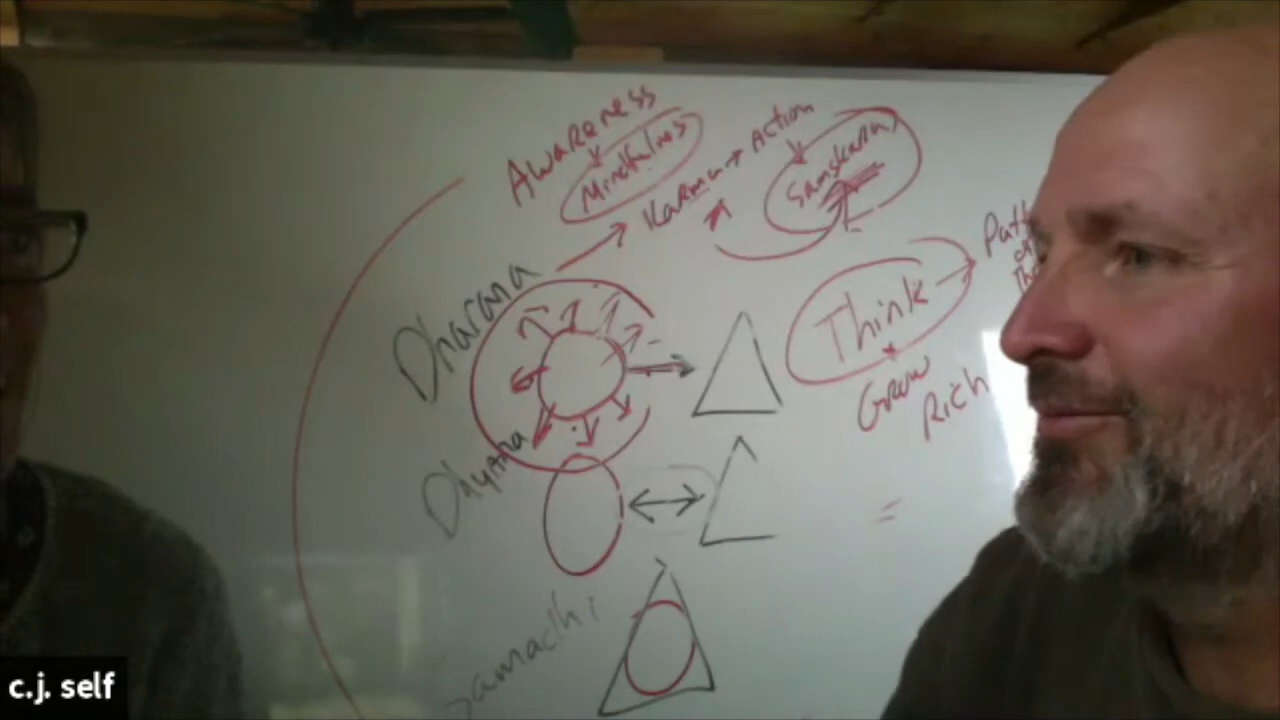 Awareness
Mindfulness
Karma → Action
Samskara
Dharana
Think
Grow
Rich
Dhyana
Samadhi
=
c.j. self